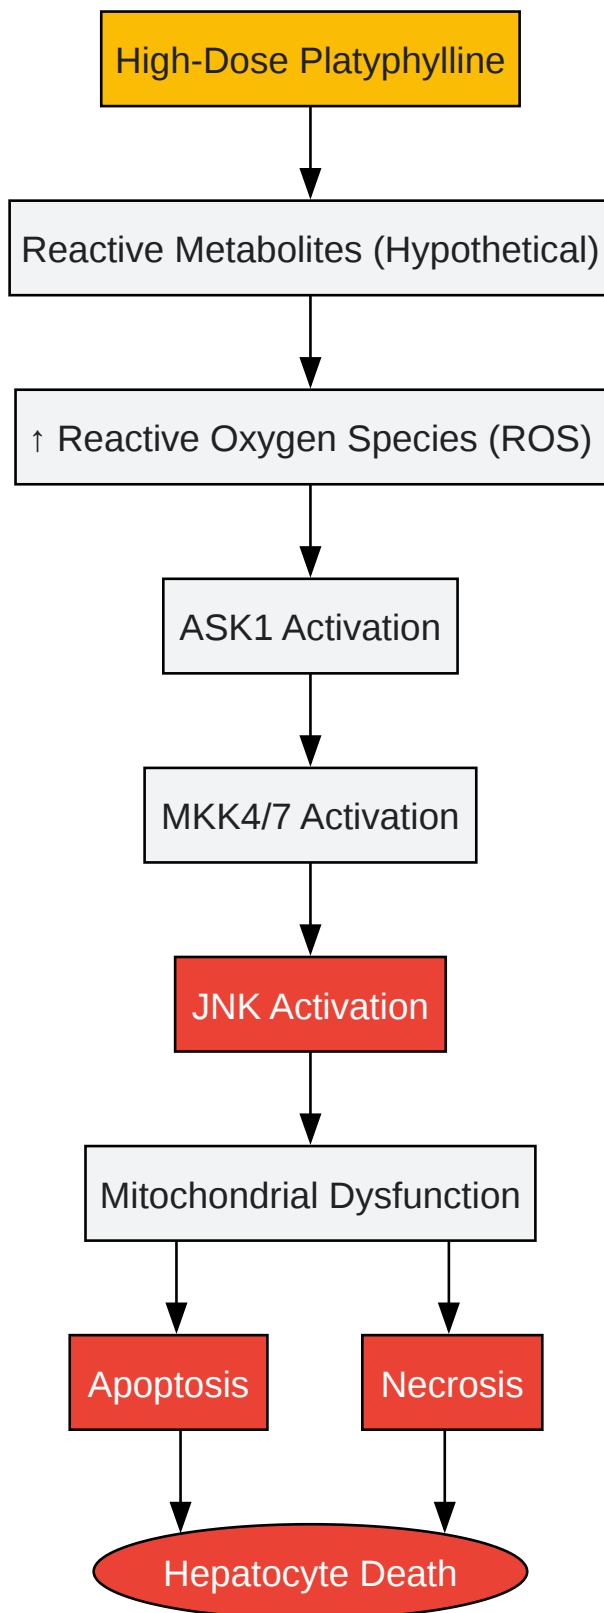 High-Dose Platyphylline
Reactive Metabolites (Hypothetical)
↑ Reactive Oxygen Species (ROS)
ASK1 Activation
MKK4/7 Activation
JNK Activation
Mitochondrial Dysfunction
Apoptosis
Necrosis
Hepatocyte Death